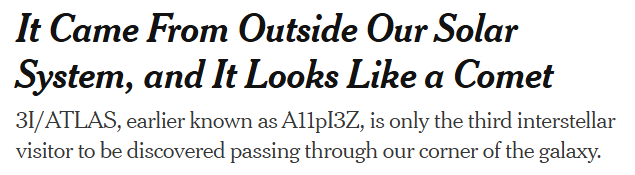 It Came From Outside Our Solar
System, and It Looks Like a Comet
3I/ATLAS, earlier known as A11pI3Z, is only the third interstellar
visitor to be discovered passing through our corner of the galaxy.